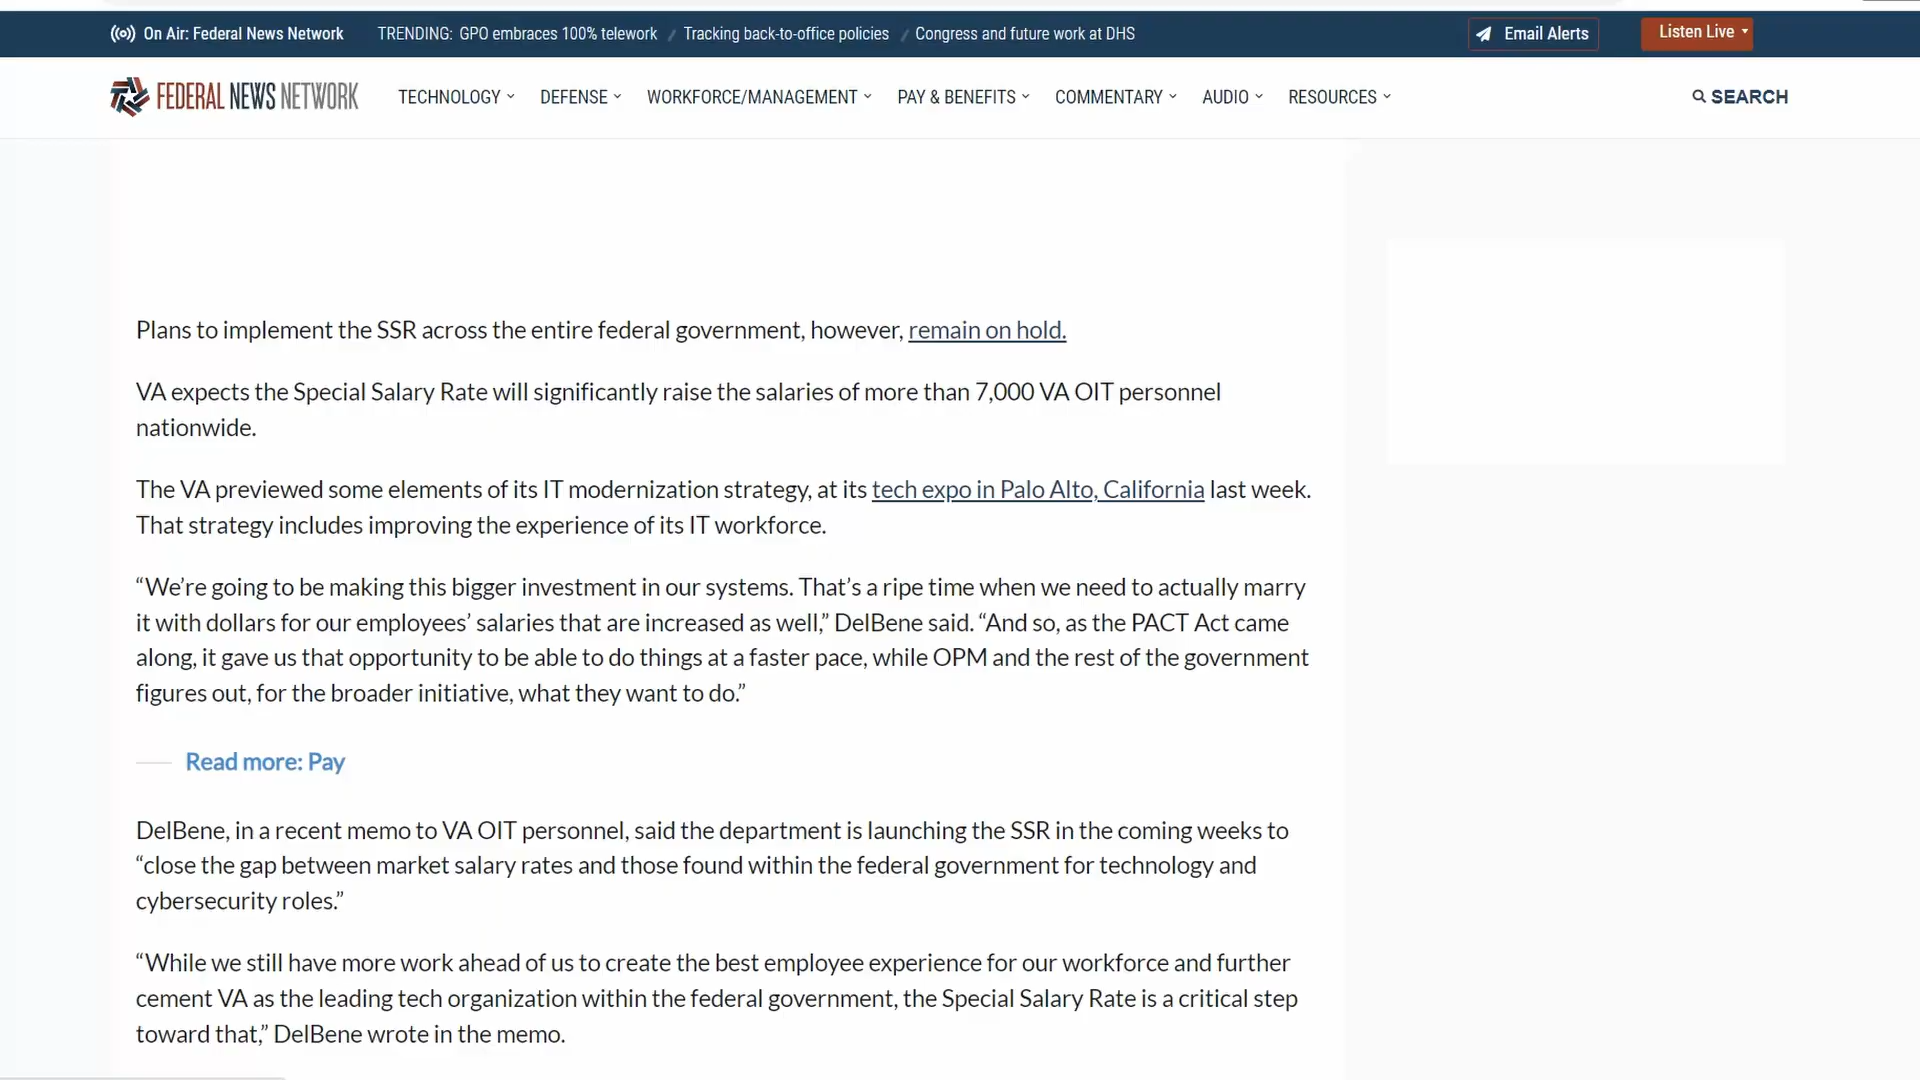 On Air: Federal News Network TRENDING: GPO embraces 100% telework / Tracking back-to-office policies / Congress and future work at DHS Email Alerts Listen Live
FEDERAL NEWS NETWORK TECHNOLOGY DEFENSE WORKFORCE/MANAGEMENT PAY & BENEFITS COMMENTARY AUDIO RESOURCES SEARCH
Plans to implement the SSR across the entire federal government, however, remain on hold.
VA expects the Special Salary Rate will significantly raise the salaries of more than 7,000 VA OIT personnel
nationwide.
The VA previewed some elements of its IT modernization strategy, at its tech expo in Palo Alto, California last week.
That strategy includes improving the experience of its IT workforce.
“We’re going to be making this bigger investment in our systems. That’s a ripe time when we need to actually marry
it with dollars for our employees’ salaries that are increased as well,” DelBene said. “And so, as the PACT Act came
along, it gave us that opportunity to be able to do things at a faster pace, while OPM and the rest of the government
figures out, for the broader initiative, what they want to do.”
Read more: Pay
DelBene, in a recent memo to VA OIT personnel, said the department is launching the SSR in the coming weeks to
“close the gap between market salary rates and those found within the federal government for technology and
cybersecurity roles.”
“While we still have more work ahead of us to create the best employee experience for our workforce and further
cement VA as the leading tech organization within the federal government, the Special Salary Rate is a critical step
toward that,” DelBene wrote in the memo.